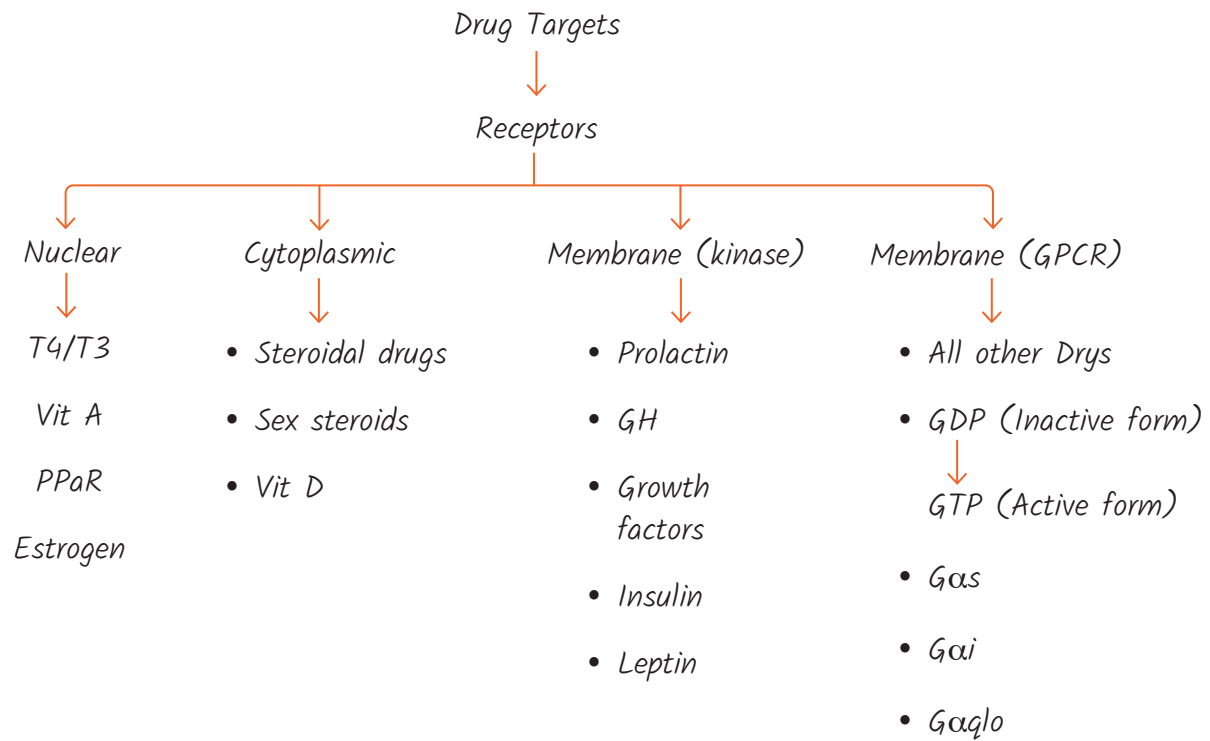 Drug Targets
Receptors
Nuclear
Cytoplasmic
Membrane (kinase)
Membrane (GPCR)
T4/T3
Vit A
PPaR
Estrogen
• Steroidal drugs
• Sex steroids
• Vit D
• Prolactin
• GH
• Growth
factors
• Insulin
• Leptin
• All other Drys
• GDP (Inactive form)
GTP (Active form)
• Gαs
• Gαi
• Gαqlo